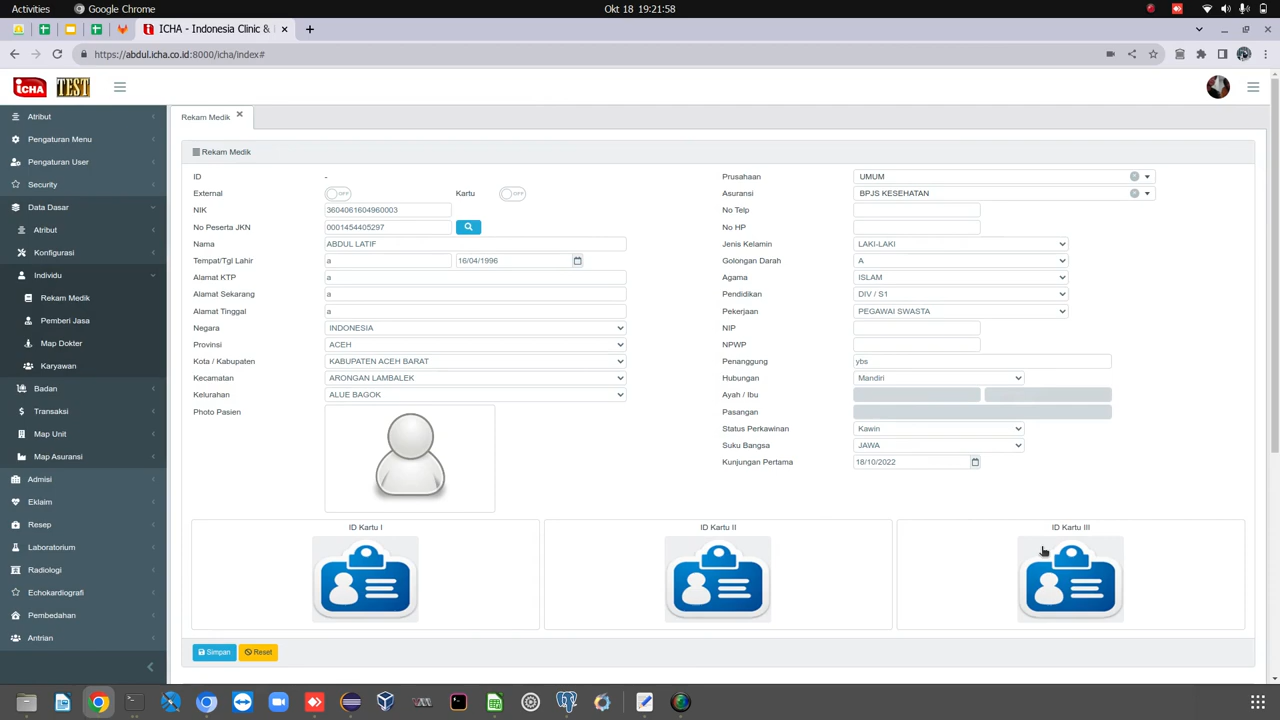 Activities
Google Chrome
Okt 18 19:21:58
ICHA - Indonesia Clinic &
https://abdul.icha.co.id:8000/icha/index#
iCHA TEST
Atribut
Pengaturan Menu
Pengaturan User
Security
Data Dasar
Atribut
Konfigurasi
Individu
Rekam Medik
Pemberi Jasa
Map Dokter
Karyawan
Badan
Transaksi
Map Unit
Map Asuransi
Admisi
Eklaim
Resep
Laboratorium
Radiologi
Echokardiografi
Pembedahan
Antrian
Rekam Medik
Rekam Medik
ID -
External OFF Kartu OFF
NIK 3604061604960003
No Peserta JKN 0001454405297
Nama ABDUL LATIF
Tempat/Tgl Lahir a 16/04/1996
Alamat KTP a
Alamat Sekarang a
Alamat Tinggal a
Negara INDONESIA
Provinsi ACEH
Kota / Kabupaten KABUPATEN ACEH BARAT
Kecamatan ARONGAN LAMBALEK
Kelurahan ALUE BAGOK
Photo Pasien
Prusahaan UMUM
Asuransi BPJS KESEHATAN
No Telp
No HP
Jenis Kelamin LAKI-LAKI
Golongan Darah A
Agama ISLAM
Pendidikan DIV / S1
Pekerjaan PEGAWAI SWASTA
NIP
NPWP
Penanggung ybs
Hubungan Mandiri
Ayah / Ibu
Pasangan
Status Perkawinan Kawin
Suku Bangsa JAWA
Kunjungan Pertama 18/10/2022
ID Kartu I
ID Kartu II
ID Kartu III
Simpan
Reset